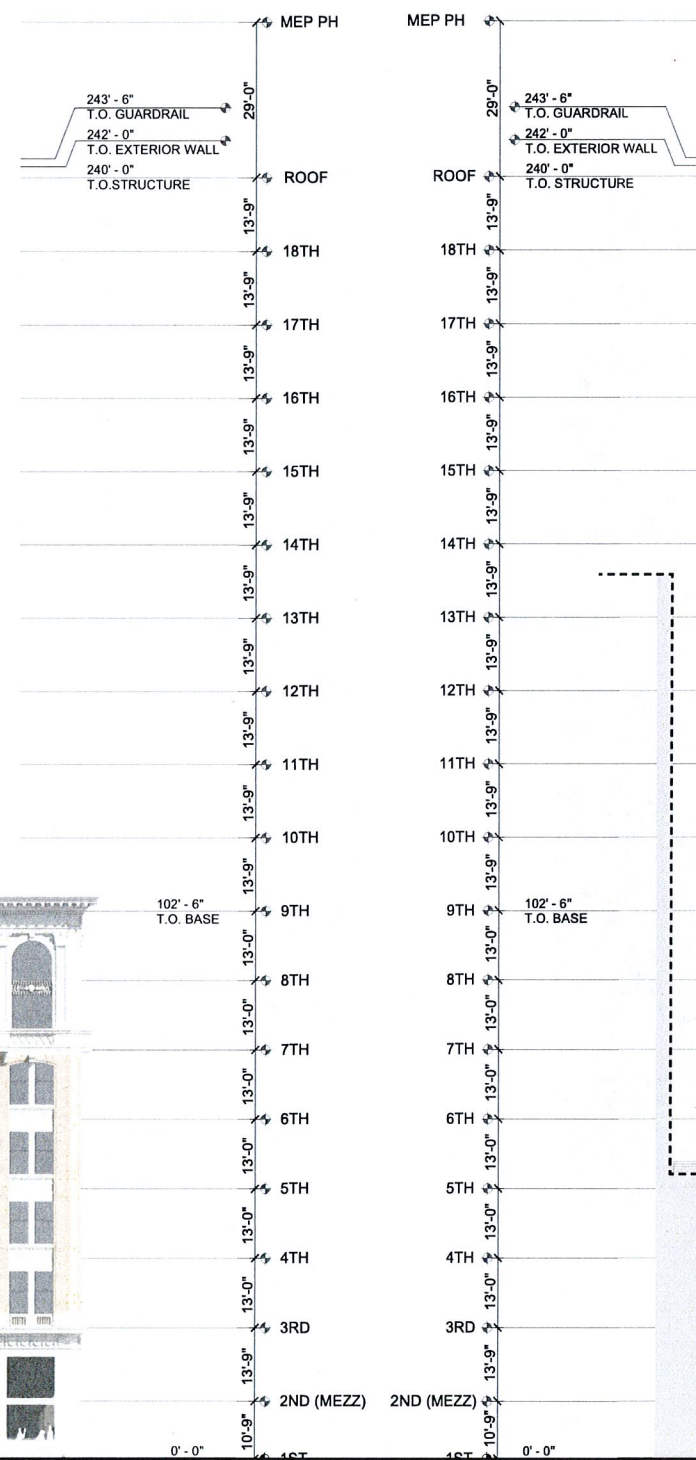 MEP PH
29'-0"
243' - 6"
T.O. GUARDRAIL
242' - 0"
T.O. EXTERIOR WALL
240' - 0"
T.O.STRUCTURE
ROOF
13'-9"
18TH
13'-9"
17TH
13'-9"
16TH
13'-9"
15TH
13'-9"
14TH
13'-9"
13TH
13'-9"
12TH
13'-9"
11TH
13'-9"
10TH
13'-9"
102' - 6"
T.O. BASE
9TH
13'-0"
8TH
13'-0"
7TH
13'-0"
6TH
13'-0"
5TH
13'-0"
4TH
13'-0"
3RD
13'-9"
2ND (MEZZ)
10'-9"
0' - 0"
1ST
MEP PH
29'-0"
243' - 6"
T.O. GUARDRAIL
242' - 0"
T.O. EXTERIOR WALL
240' - 0"
T.O. STRUCTURE
ROOF
13'-9"
18TH
13'-9"
17TH
13'-9"
16TH
13'-9"
15TH
13'-9"
14TH
13'-9"
13TH
13'-9"
12TH
13'-9"
11TH
13'-9"
10TH
13'-9"
9TH
102' - 6"
T.O. BASE
13'-0"
8TH
13'-0"
7TH
13'-0"
6TH
13'-0"
5TH
13'-0"
4TH
13'-0"
3RD
13'-9"
2ND (MEZZ)
10'-9"
1ST
0' - 0"